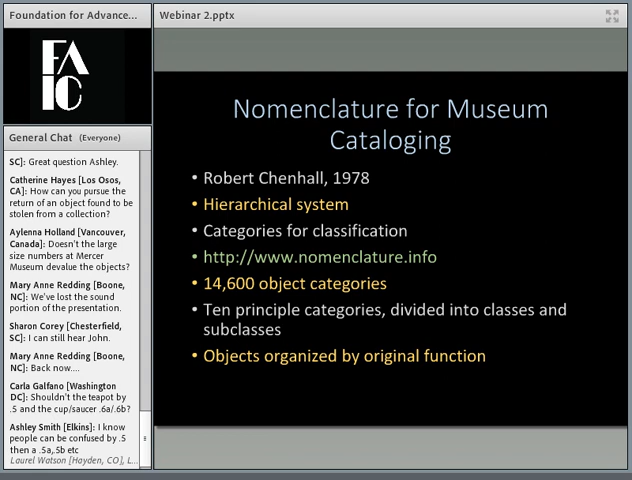 Foundation for Advance...
FA
IC
General Chat (Everyone)
SC]: Great question Ashley.
Catherine Hayes [Los Osos,
CA]: How can you pursue the
return of an object found to be
stolen from a collection?
Aylenna Holland [Vancouver,
Canada]: Doesn't the large
size numbers at Mercer
Museum devalue the objects?
Mary Anne Redding [Boone,
NC]: We've lost the sound
portion of the presentation.
Sharon Corey [Chesterfield,
SC]: I can still hear John.
Mary Anne Redding [Boone,
NC]: Back now....
Carla Galfano [Washington
DC]: Shouldn't the teapot by
.5 and the cup/saucer .6a/.6b?
Ashley Smith [Elkins]: I know
people can be confused by .5
then a .5a,.5b etc
Laurel Watson [Hayden, CO], L...
Webinar 2.pptx
Nomenclature for Museum
Cataloging
• Robert Chenhall, 1978
• Hierarchical system
• Categories for classification
• http://www.nomenclature.info
• 14,600 object categories
• Ten principle categories, divided into classes and
subclasses
• Objects organized by original function